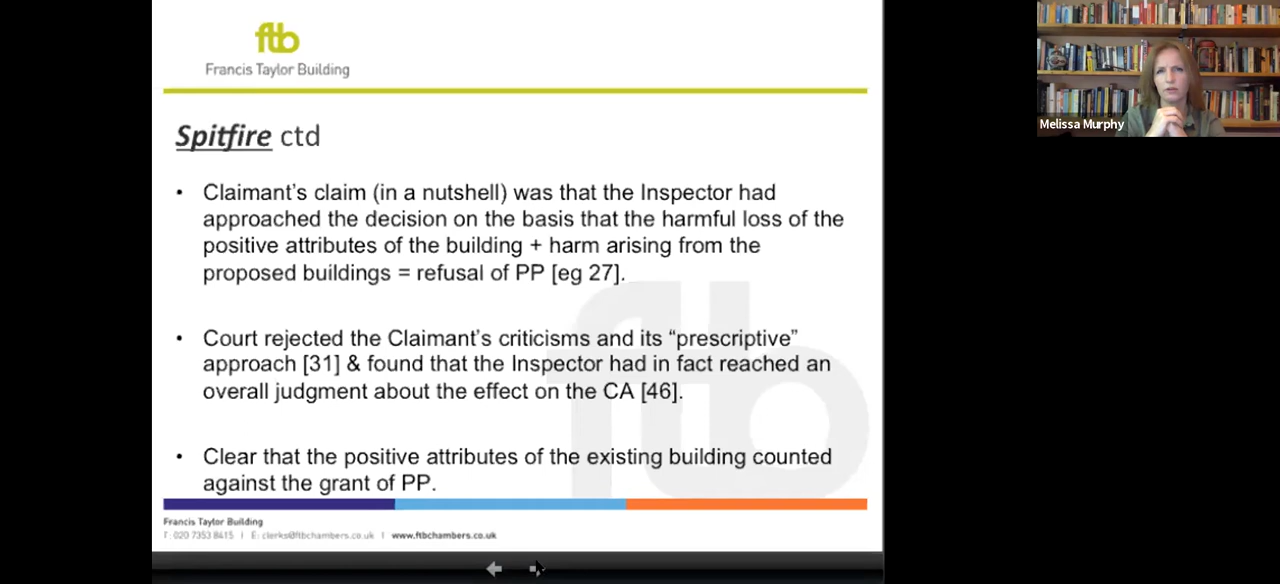 ftb
Francis Taylor Building
Melissa Murphy
Spitfire ctd
• Claimant's claim (in a nutshell) was that the Inspector had
approached the decision on the basis that the harmful loss of the
positive attributes of the building + harm arising from the
proposed buildings = refusal of PP [eg 27].
• Court rejected the Claimant's criticisms and its “prescriptive”
approach [31] & found that the Inspector had in fact reached an
overall judgment about the effect on the CA [46].
• Clear that the positive attributes of the existing building counted
against the grant of PP.
ftb
Francis Taylor Building
T: 020 7353 8415 | E: clerks@ftbchambers.co.uk | www.ftbchambers.co.uk